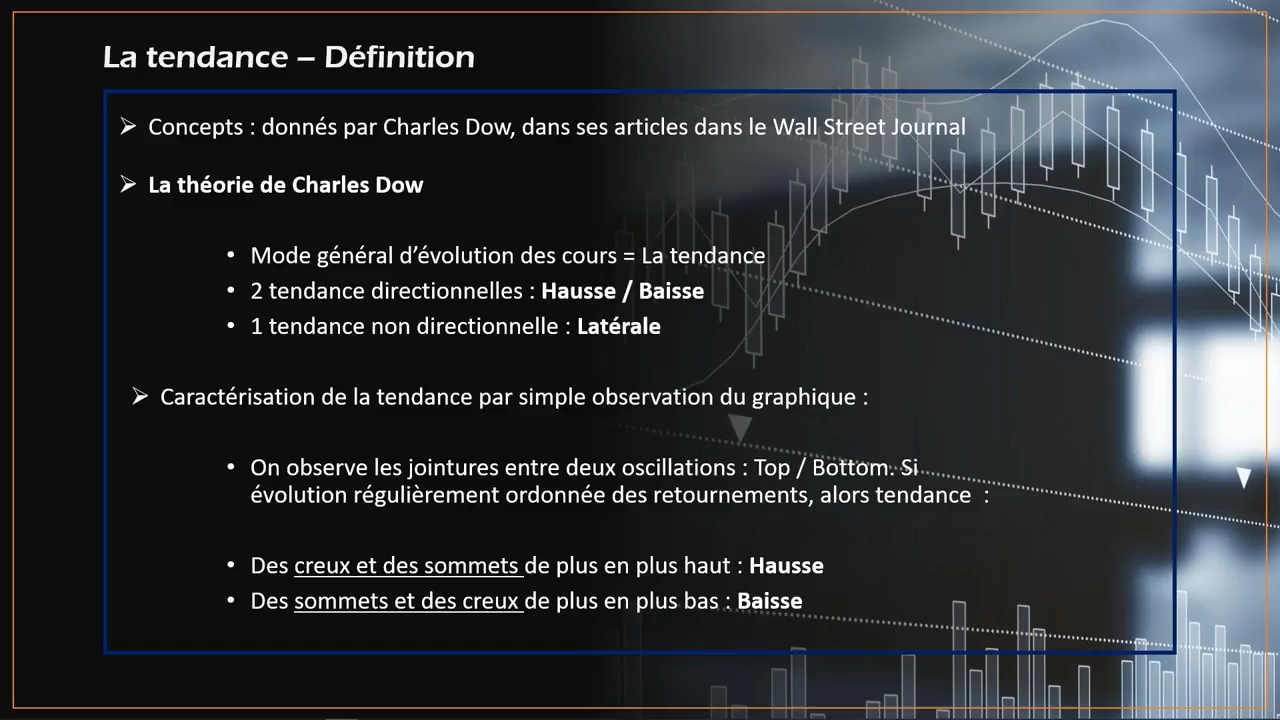 La tendance – Définition
Concepts : donnés par Charles Dow, dans ses articles dans le Wall Street Journal
La théorie de Charles Dow
Mode général d’évolution des cours = La tendance
2 tendance directionnelles : Hausse / Baisse
1 tendance non directionnelle : Latérale
Caractérisation de la tendance par simple observation du graphique :
On observe les jointures entre deux oscillations : Top / Bottom. Si
évolution régulièrement ordonnée des retournements, alors tendance :
Des creux et des sommets de plus en plus haut : Hausse
Des sommets et des creux de plus en plus bas : Baisse